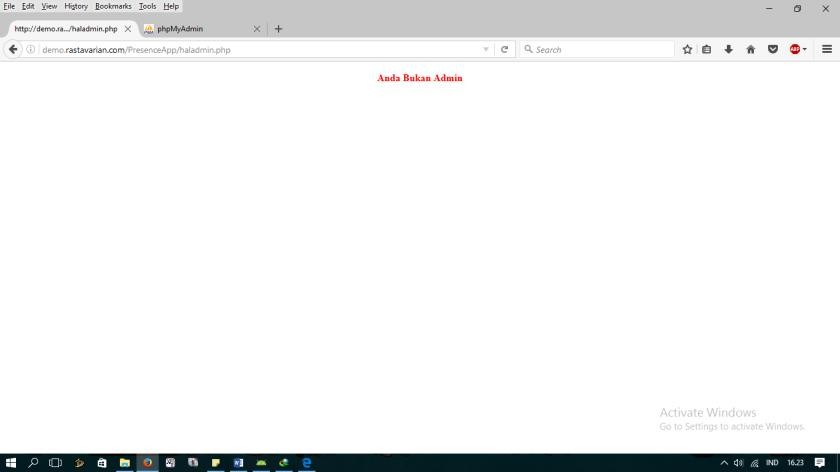 File Edit View History Bookmarks Tools Help
http://demo.ra.../haladmin.php
phpMyAdmin
demo.rastavarian.com/PresenceApp/haladmin.php
Search
ABP
Anda Bukan Admin
Activate Windows
Go to Settings to activate Windows.
IND 16.23